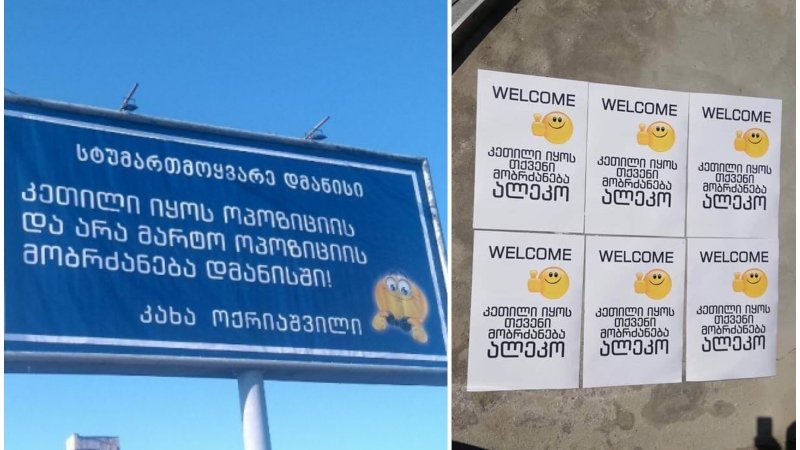 სტუმართმოყვარე დმანისი
კეთილი იყოს ოპოზიციის
და არა მარტო ოპოზიციის
მობრძანება დმანისში!
კახა ოქრიაშვილი
WELCOME
კეთილი იყოს
თქვენი
მობრძანება
ალეკო
WELCOME
კეთილი იყოს
თქვენი
მობრძანება
ალეკო
WELCOME
კეთილი იყოს
თქვენი
მობრძანება
ალეკო
WELCOME
კეთილი იყოს
თქვენი
მობრძანება
ალეკო
WELCOME
კეთილი იყოს
თქვენი
მობრძანება
ალეკო
WELCOME
კეთილი იყოს
თქვენი
მობრძანება
ალეკო